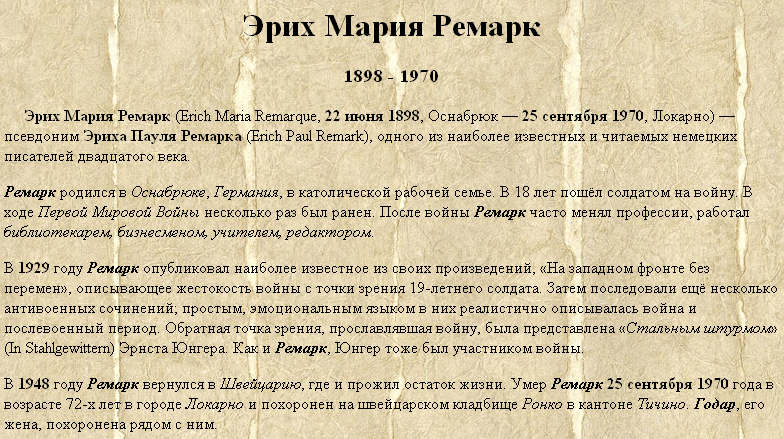 Эрих Мария Ремарк
1898 - 1970
Эрих Мария Ремарк (Erich Maria Remarque, 22 июня 1898, Оснабрюк — 25 сентября 1970, Локарно) —
псевдоним Эриха Пауля Ремарка (Erich Paul Remark), одного из наиболее известных и читаемых немецких
писателей двадцатого века.
Ремарк родился в Оснабрюке, Германия, в католической рабочей семье. В 18 лет пошёл солдатом на войну. В
ходе Первой Мировой Войны несколько раз был ранен. После войны Ремарк часто менял профессии, работал
библиотекарем, бизнесменом, учителем, редактором.
В 1929 году Ремарк опубликовал наиболее известное из своих произведений, «На западном фронте без
перемен», описывающее жестокость войны с точки зрения 19-летнего солдата. Затем последовали ещё несколько
антивоенных сочинений; простым, эмоциональным языком в них реалистично описывалась война и
послевоенный период. Обратная точка зрения, прославлявшая войну, была представлена «Стальным штурмом»
(In Stahlgewittern) Эрнста Юнгера. Как и Ремарк, Юнгер тоже был участником войны.
В 1948 году Ремарк вернулся в Швейцарию, где и прожил остаток жизни. Умер Ремарк 25 сентября 1970 года в
возрасте 72-х лет в городе Локарно и похоронен на швейцарском кладбище Ронко в кантоне Тичино. Годар, его
жена, похоронена рядом с ним.